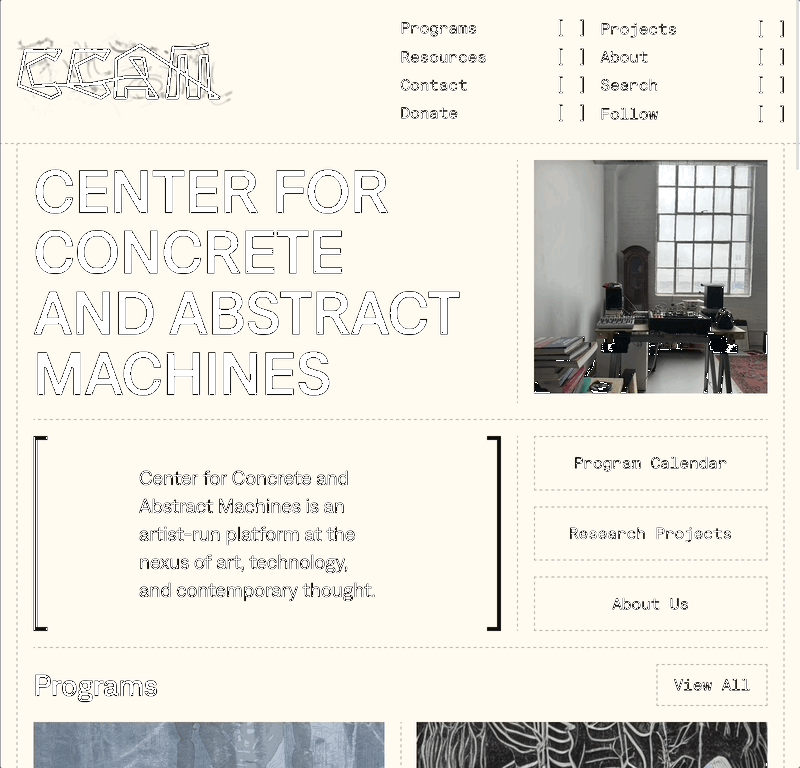 CCAM
Programs [ ] Projects [ ]
Resources [ ] About [ ]
Contact [ ] Search [ ]
Donate [ ] Follow [ ]
CENTER FOR
CONCRETE
AND ABSTRACT
MACHINES
Center for Concrete and
Abstract Machines is an
artist-run platform at the
nexus of art, technology,
and contemporary thought.
Program Calendar
Research Projects
About Us
Programs
View All